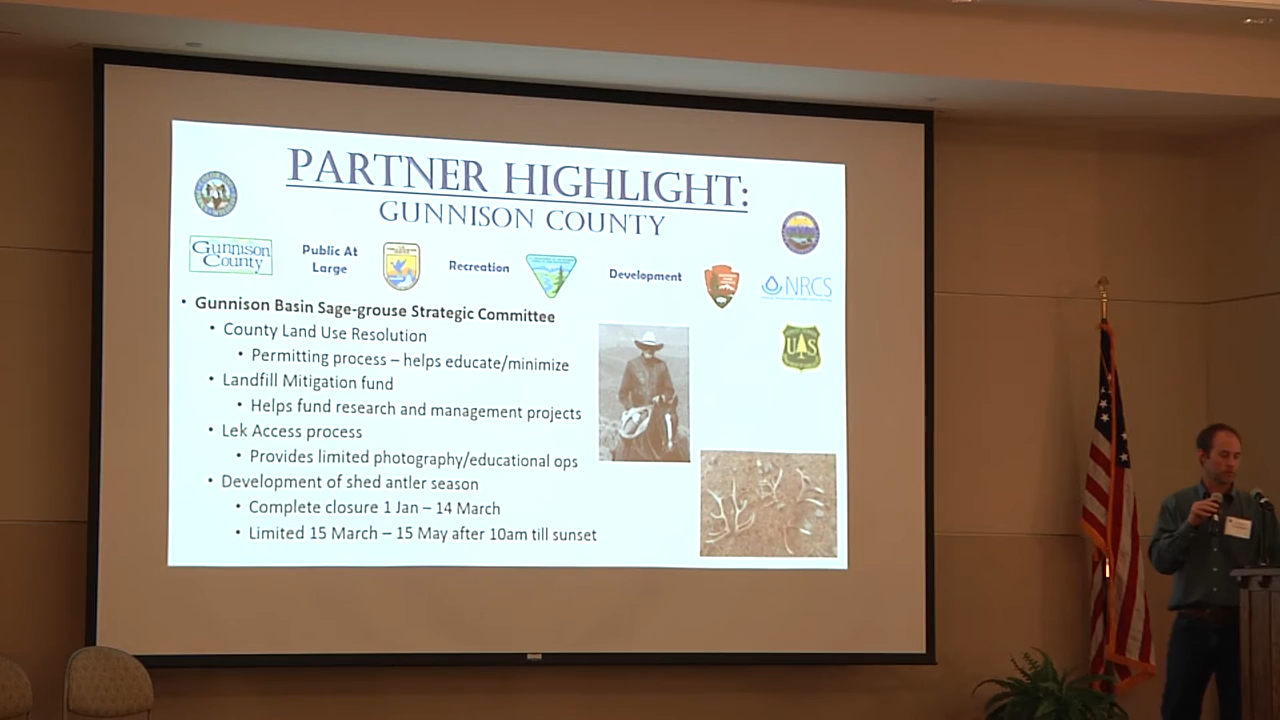 PARTNER HIGHLIGHT:
GUNNISON COUNTY
Gunnison
County
Public At
Large
Recreation
Development
NRCS
UAS
• Gunnison Basin Sage-grouse Strategic Committee
• County Land Use Resolution
• Permitting process – helps educate/minimize
• Landfill Mitigation fund
• Helps fund research and management projects
• Lek Access process
• Provides limited photography/educational ops
• Development of shed antler season
• Complete closure 1 Jan – 14 March
• Limited 15 March – 15 May after 10am till sunset